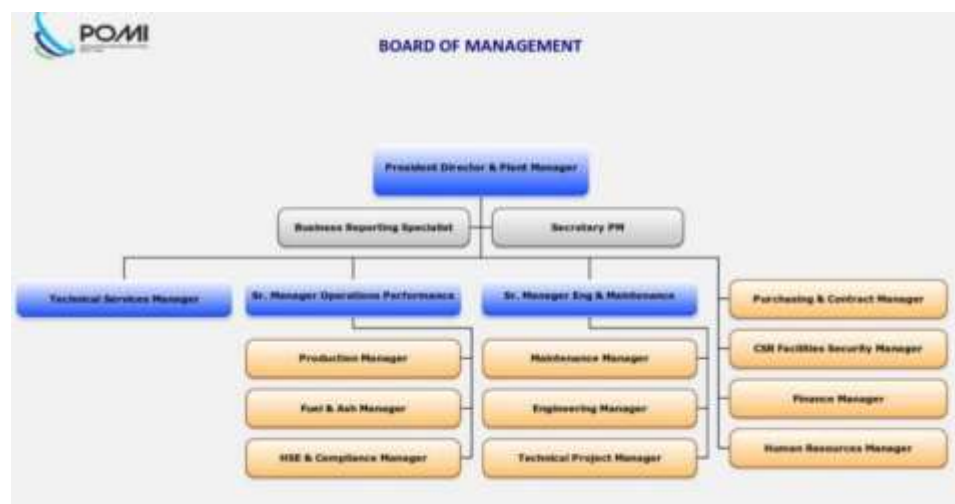 POMI
BOARD OF MANAGEMENT
President Director & Plant Manager
Business Reporting Specialist
Secretary PM
Technical Services Manager
Sr. Manager Operations Performance
Sr. Manager Eng & Maintenance
Purchasing & Contract Manager
Production Manager
Maintenance Manager
CSR Facilities Security Manager
Fuel & Ash Manager
Engineering Manager
Finance Manager
HSE & Compliance Manager
Technical Project Manager
Human Resources Manager